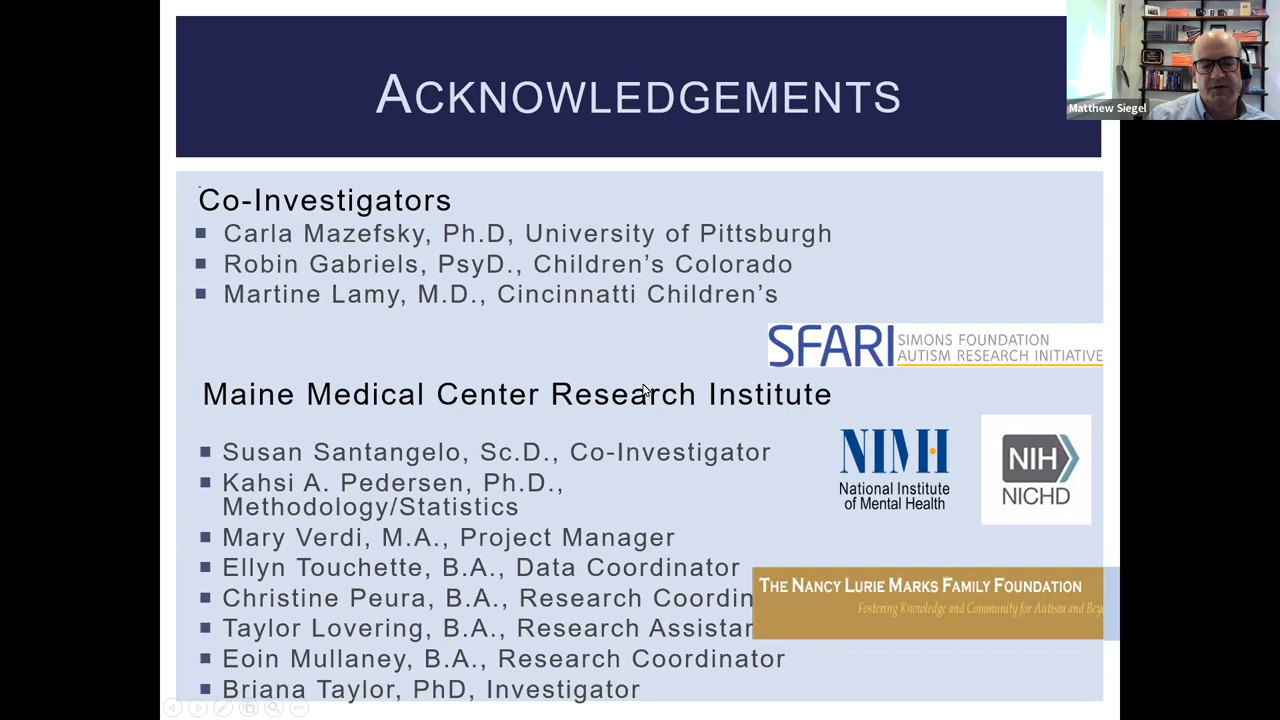 ACKNOWLEDGEMENTS
Matthew Siegel
Co-Investigators
Carla Mazefsky, Ph.D, University of Pittsburgh
Robin Gabriels, PsyD., Children's Colorado
Martine Lamy, M.D., Cincinnatti Children's
SFARI SIMONS FOUNDATION
AUTISM RESEARCH INITIATIVE
Maine Medical Center Research Institute
Susan Santangelo, Sc.D., Co-Investigator
Kahsi A. Pedersen, Ph.D.,
Methodology/Statistics
Mary Verdi, M.A., Project Manager
Ellyn Touchette, B.A., Data Coordinator
Christine Peura, B.A., Research Coordin
Taylor Lovering, B.A., Research Assistar
Eoin Mullaney, B.A., Research Coordinator
Briana Taylor, PhD, Investigator
NIMH
National Institute
of Mental Health
NIH
NICHD
THE NANCY LURIE MARKS FAMILY FOUNDATION
Fostering Knowledge and Community for Autism and Bey